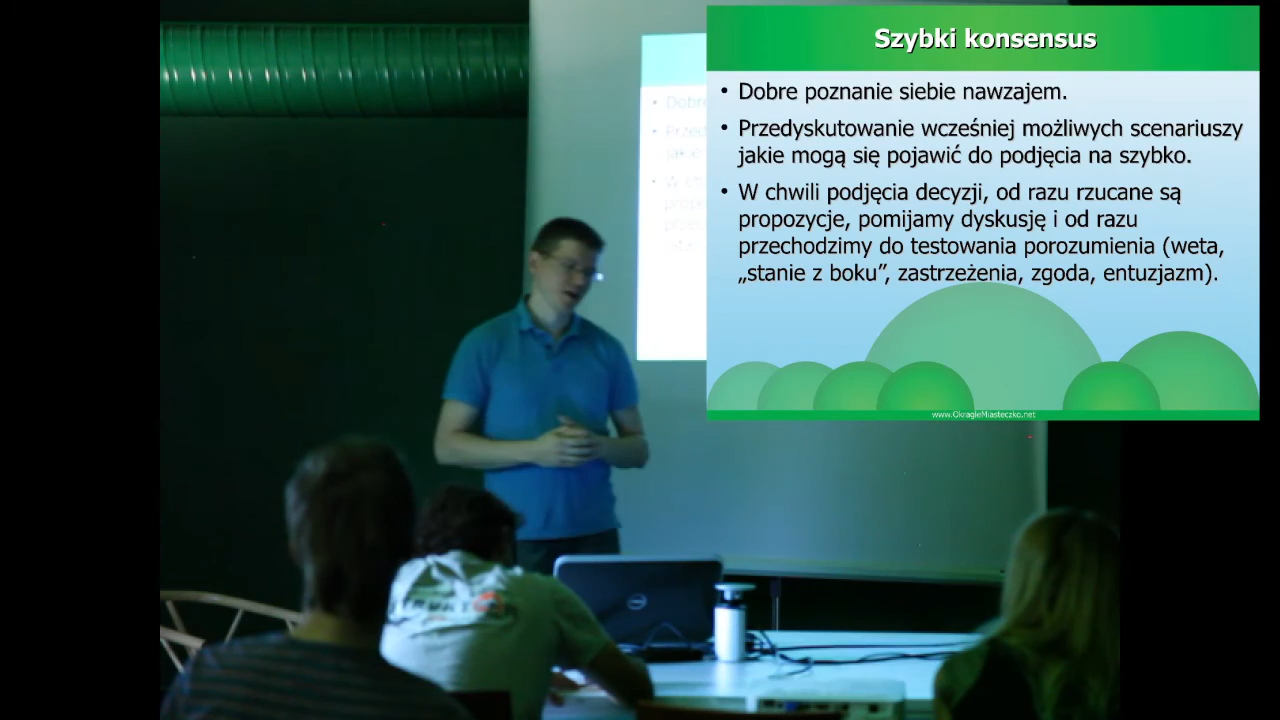 Szybki konsensus
• Dobre poznanie siebie nawzajem.
• Przedyskutowanie wcześniej możliwych scenariuszy
jakie mogą się pojawić do podjęcia na szybko.
• W chwili podjęcia decyzji, od razu rzucane są
propozycje, pomijamy dyskusję i od razu
przechodzimy do testowania porozumienia (weta,
„stanie z boku”, zastrzeżenia, zgoda, entuzjazm).
www.OkragleMiasteczko.net
DELL